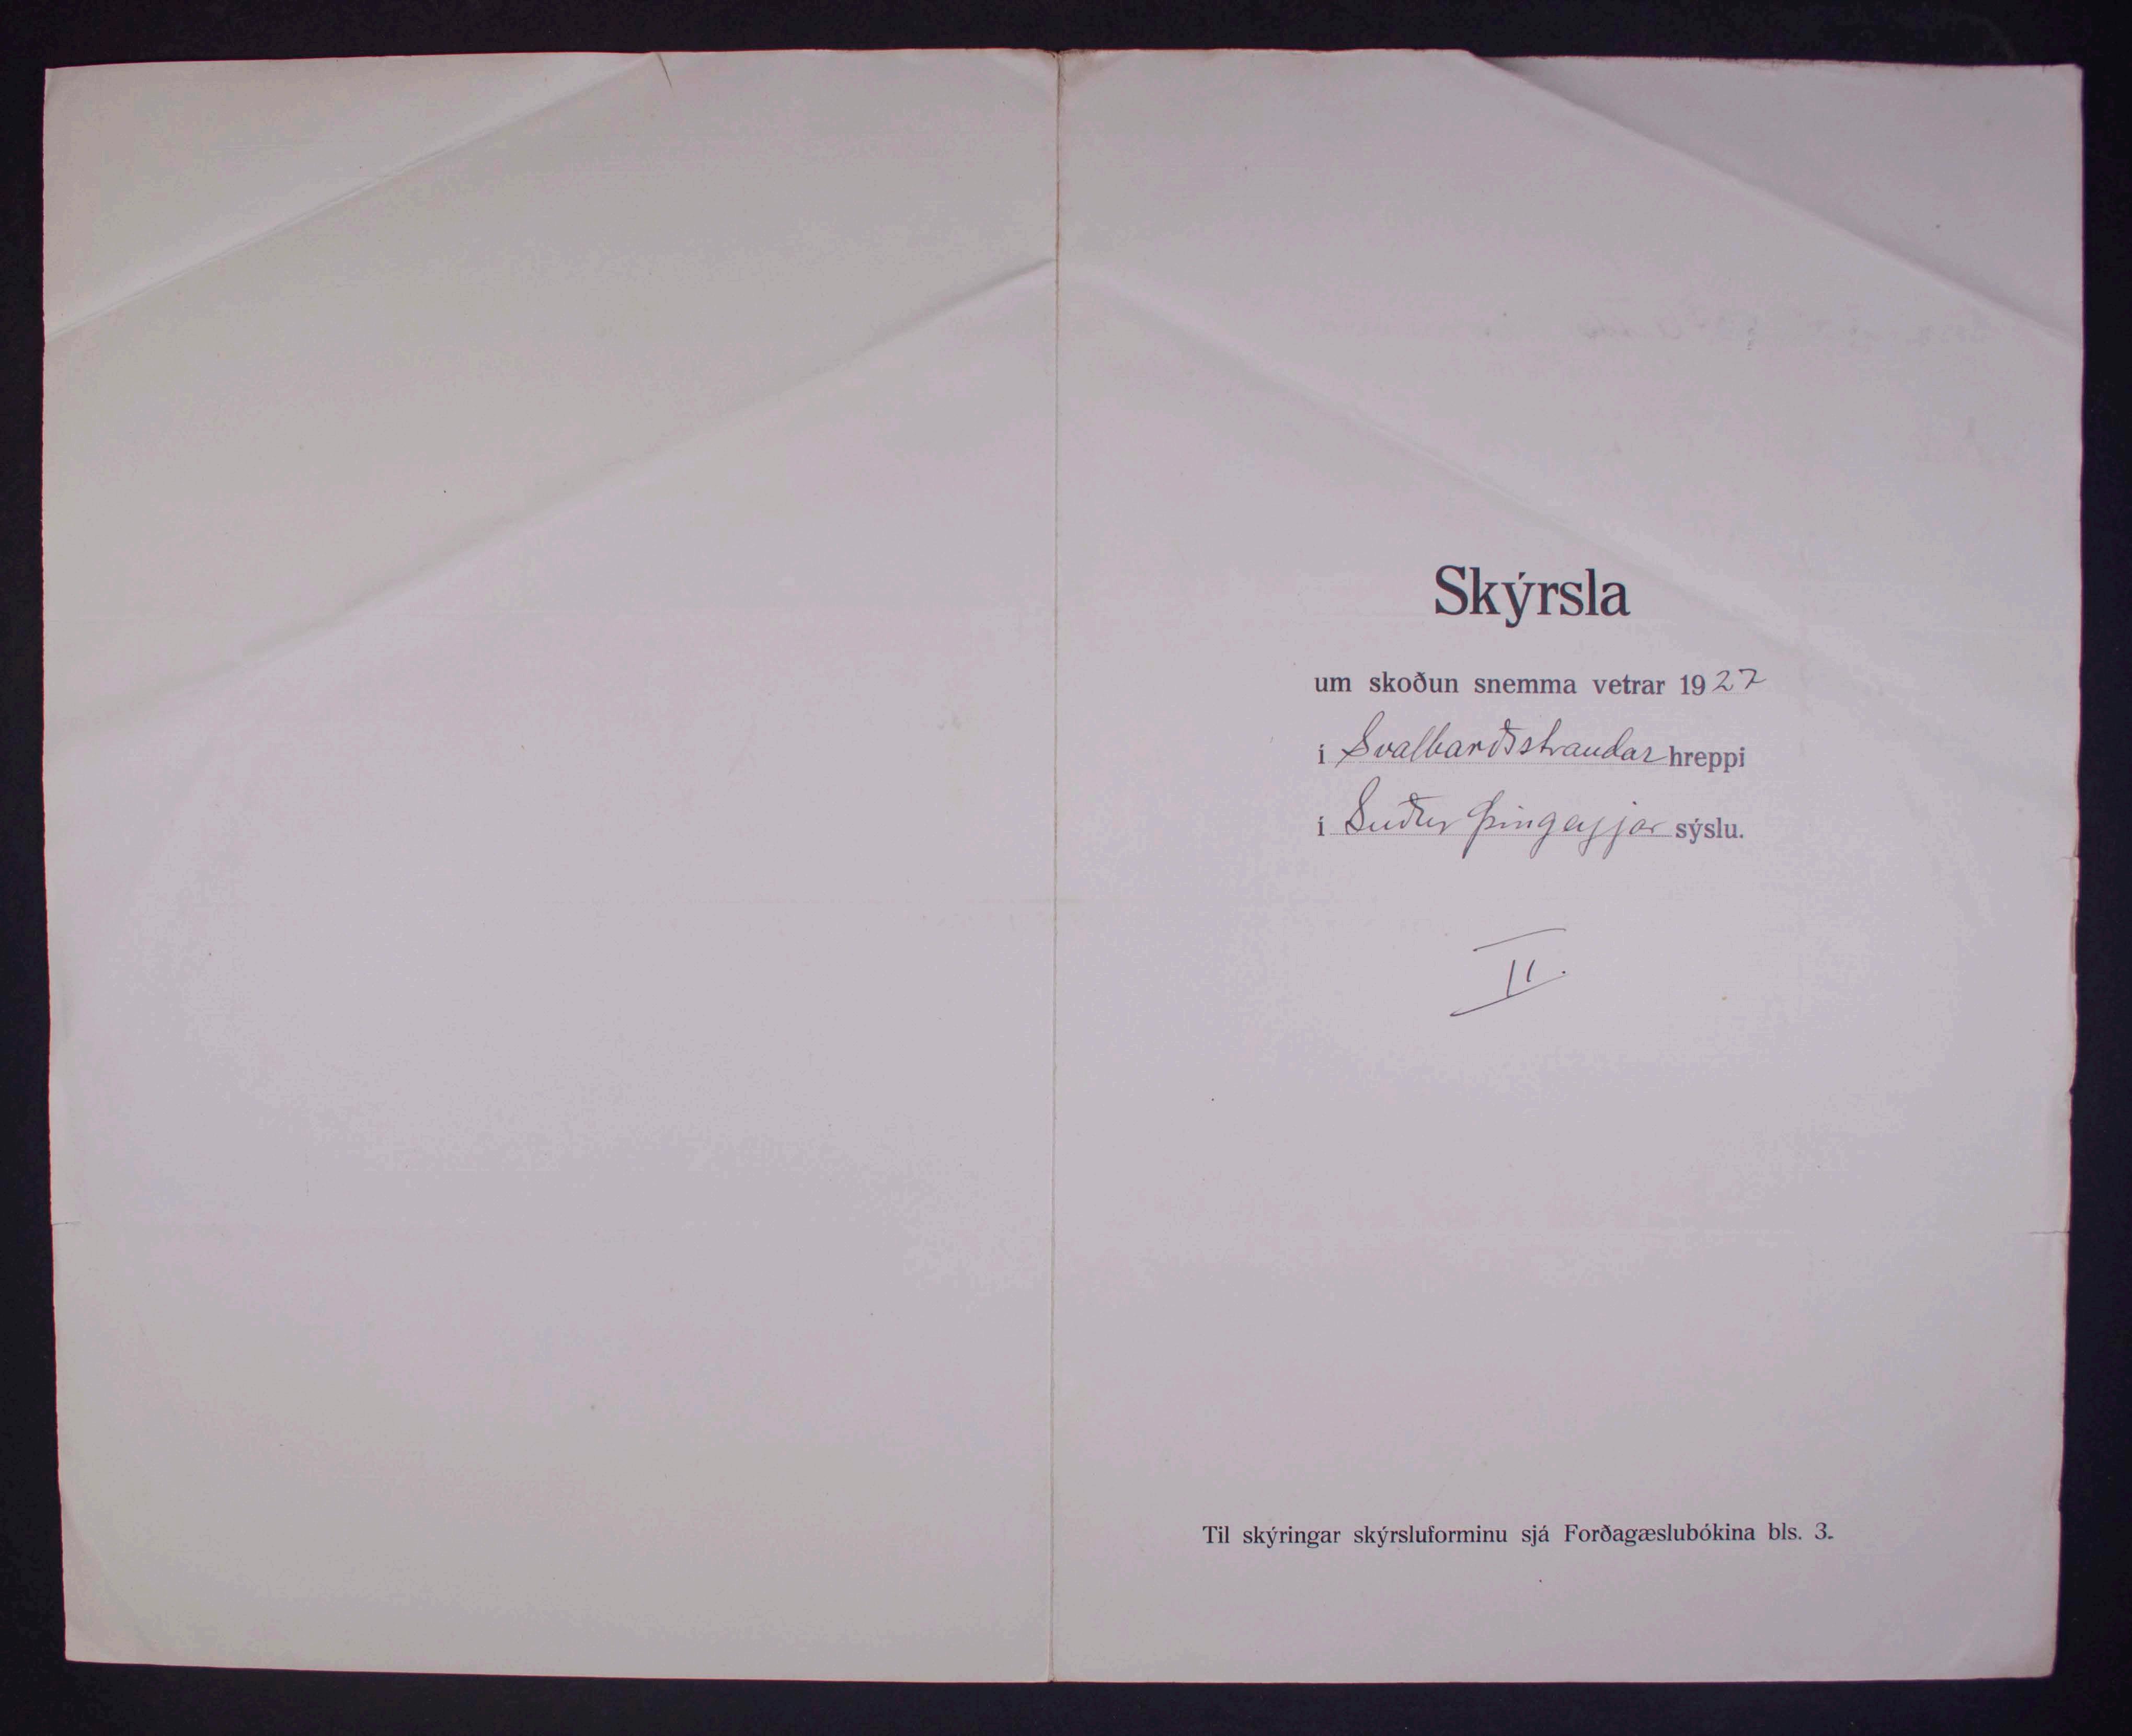 Skýrsla
um skoðun snemma vetrar 1927
í Svalbarðsstrandar hreppi
í Suður Þingeyjar sýslu.
II.
Til skýringar skýrsluforminu sjá Forðagæslubókina bls. 3.